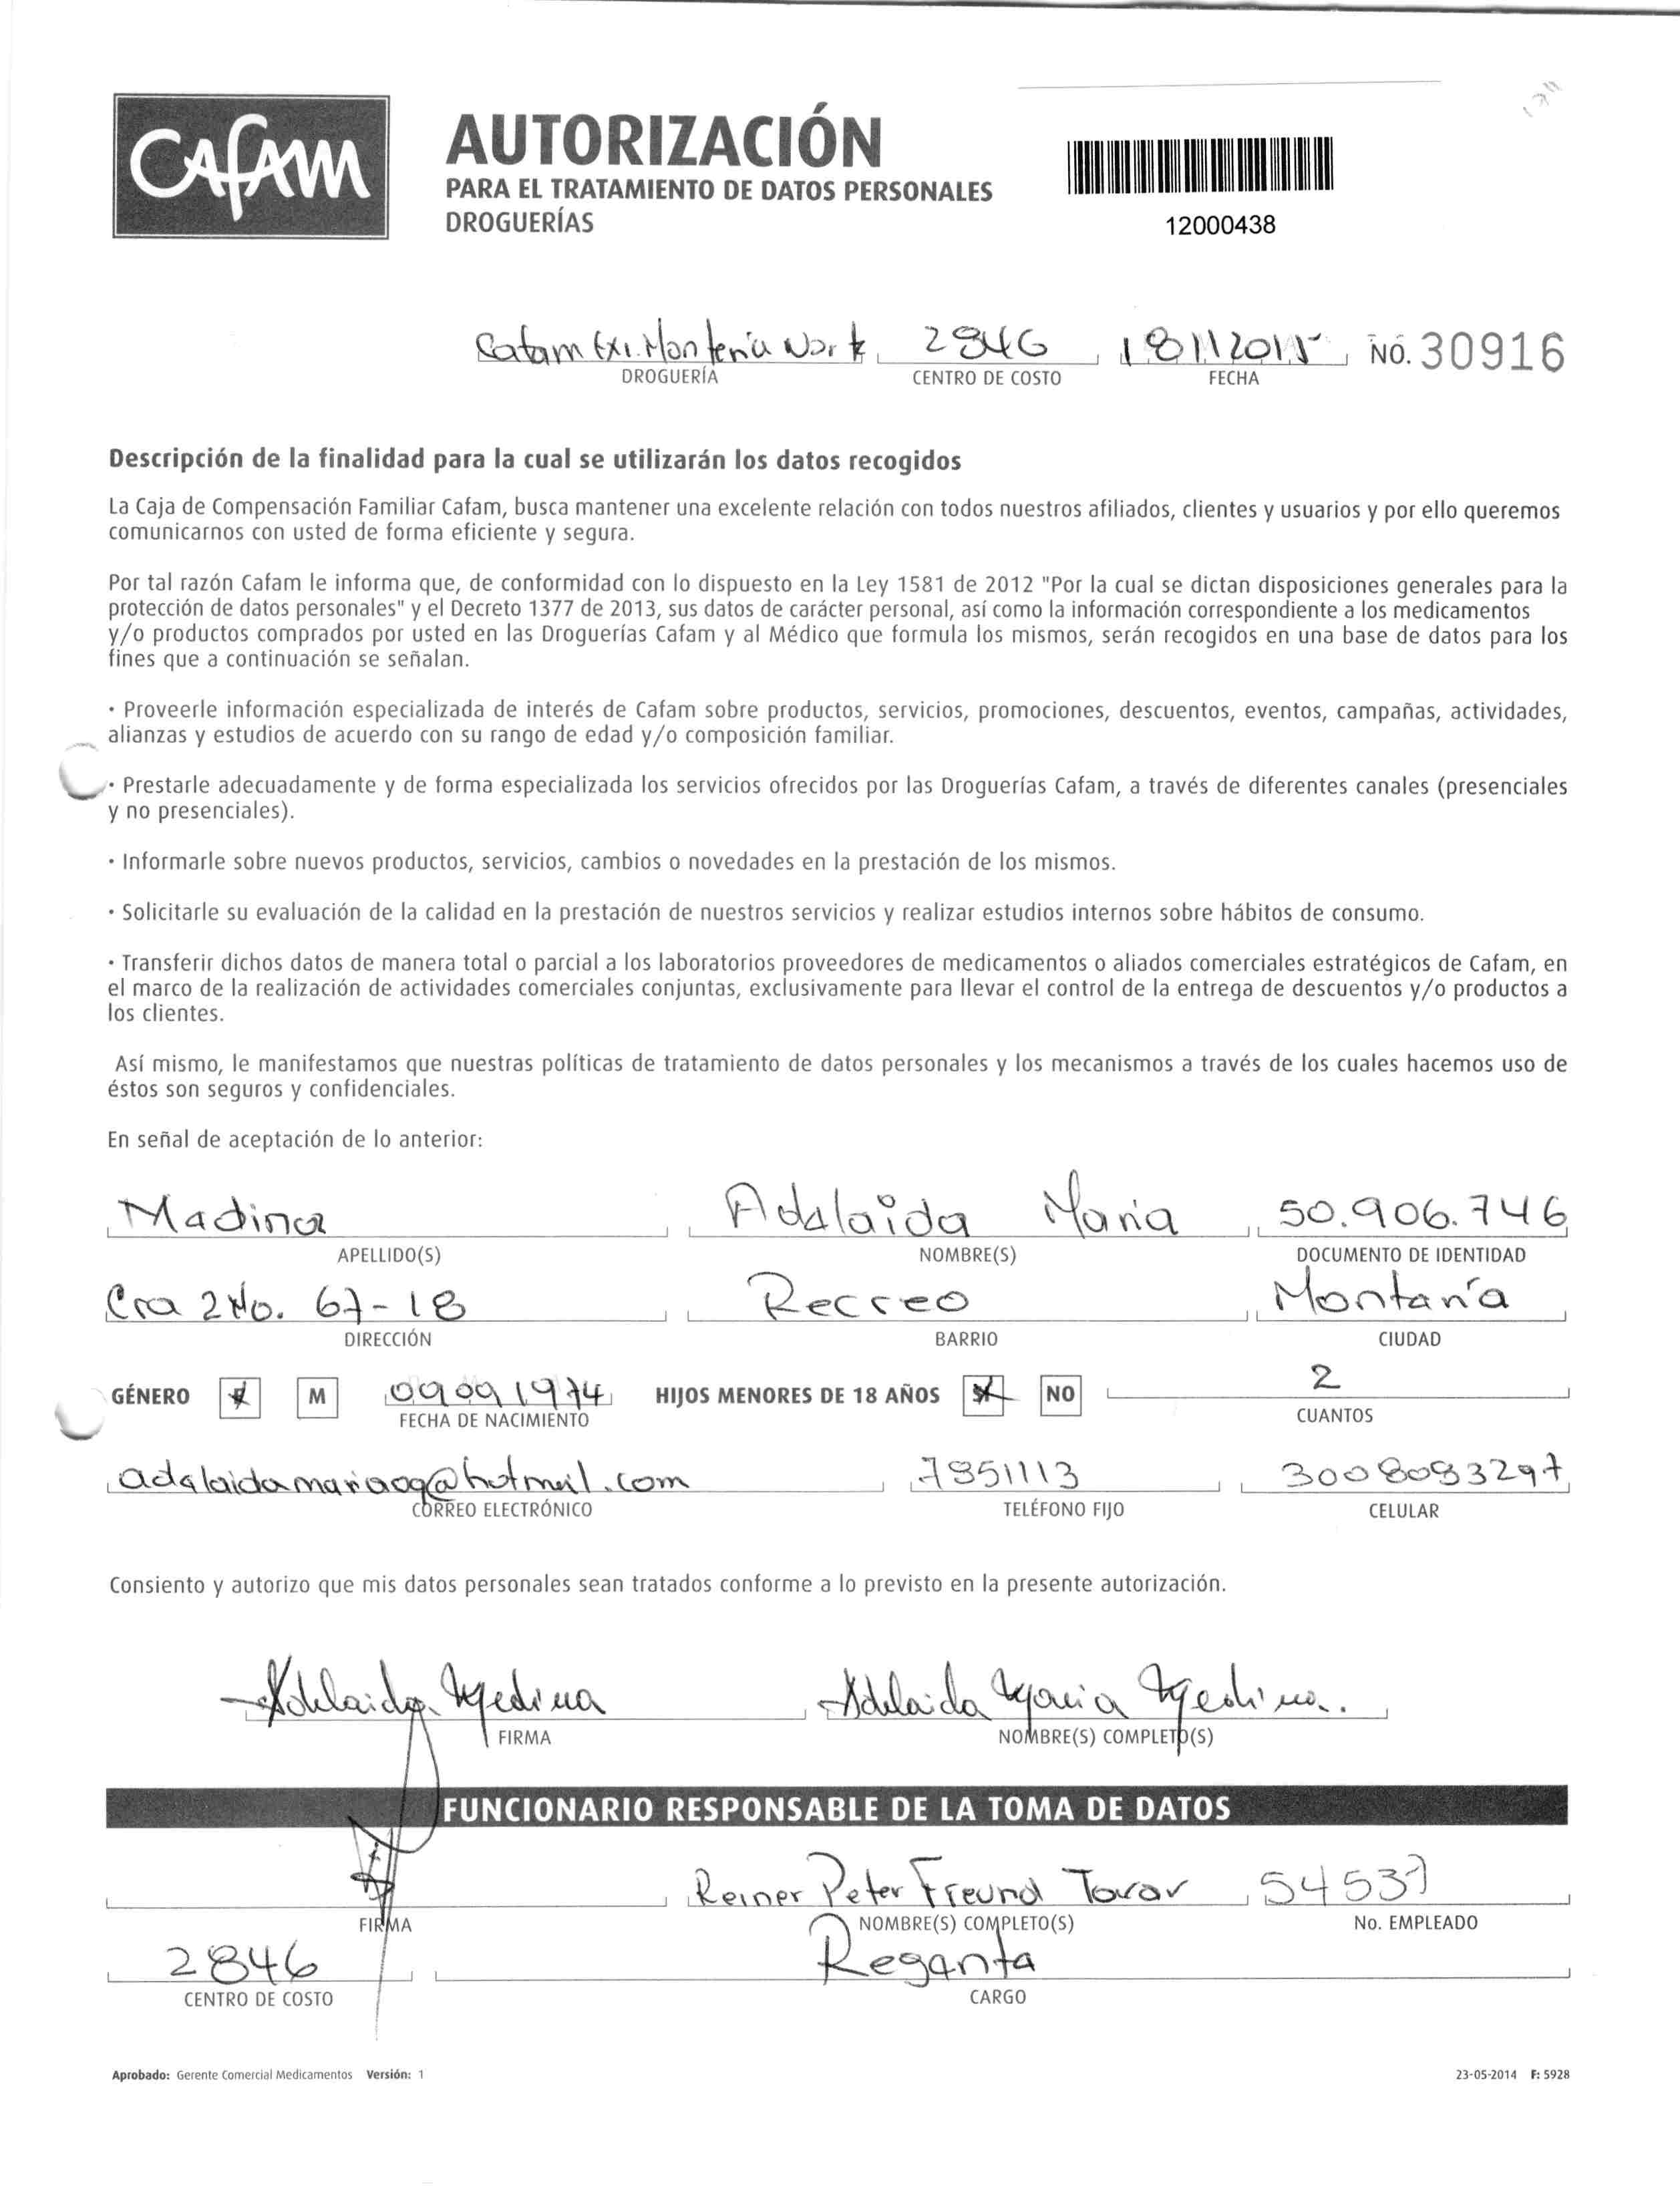 Cafam
AUTORIZACIÓN
PARA EL TRATAMIENTO DE DATOS PERSONALES
DROGUERÍAS
12000438
Cafam Exi. Monteria Norte 2846 18112015 No. 30916
DROGUERÍA CENTRO DE COSTO FECHA
Descripción de la finalidad para la cual se utilizarán los datos recogidos
La Caja de Compensación Familiar Cafam, busca mantener una excelente relación con todos nuestros afiliados, clientes y usuarios y por ello queremos
comunicarnos con usted de forma eficiente y segura.
Por tal razón Cafam le informa que, de conformidad con lo dispuesto en la Ley 1581 de 2012 "Por la cual se dictan disposiciones generales para la
protección de datos personales" y el Decreto 1377 de 2013, sus datos de carácter personal, así como la información correspondiente a los medicamentos
y/o productos comprados por usted en las Droguerías Cafam y al Médico que formula los mismos, serán recogidos en una base de datos para los
fines que a continuación se señalan.
· Proveerle información especializada de interés de Cafam sobre productos, servicios, promociones, descuentos, eventos, campañas, actividades,
alianzas y estudios de acuerdo con su rango de edad y/o composición familiar.
· Prestarle adecuadamente y de forma especializada los servicios ofrecidos por las Droguerías Cafam, a través de diferentes canales (presenciales
y no presenciales).
· Informarle sobre nuevos productos, servicios, cambios o novedades en la prestación de los mismos.
· Solicitarle su evaluación de la calidad en la prestación de nuestros servicios y realizar estudios internos sobre hábitos de consumo.
· Transferir dichos datos de manera total o parcial a los laboratorios proveedores de medicamentos o aliados comerciales estratégicos de Cafam, en
el marco de la realización de actividades comerciales conjuntas, exclusivamente para llevar el control de la entrega de descuentos y/o productos a
los clientes.
Así mismo, le manifestamos que nuestras políticas de tratamiento de datos personales y los mecanismos a través de los cuales hacemos uso de
éstos son seguros y confidenciales.
En señal de aceptación de lo anterior:
Medina Adelaida Maria 50.906.746
APELLIDO(S) NOMBRE(S) DOCUMENTO DE IDENTIDAD
Cra 2 No. 67-18 Recreo Montería
DIRECCIÓN BARRIO CIUDAD
GÉNERO F M 09091974 HIJOS MENORES DE 18 AÑOS SI NO 2
FECHA DE NACIMIENTO CUANTOS
adelaidamariaog@hotmail.com 7851113 3008083297
CORREO ELECTRÓNICO TELÉFONO FIJO CELULAR
Consiento y autorizo que mis datos personales sean tratados conforme a lo previsto en la presente autorización.
Adelaida Medina Adelaida Maria Medina.
FIRMA NOMBRE(S) COMPLETO(S)
FUNCIONARIO RESPONSABLE DE LA TOMA DE DATOS
Reiner Peter Freund Tovar 54537
FIRMA NOMBRE(S) COMPLETO(S) No. EMPLEADO
2846 Regente
CENTRO DE COSTO CARGO
Aprobado: Gerente Comercial Medicamentos Versión: 1 23-05-2014 F: 5928